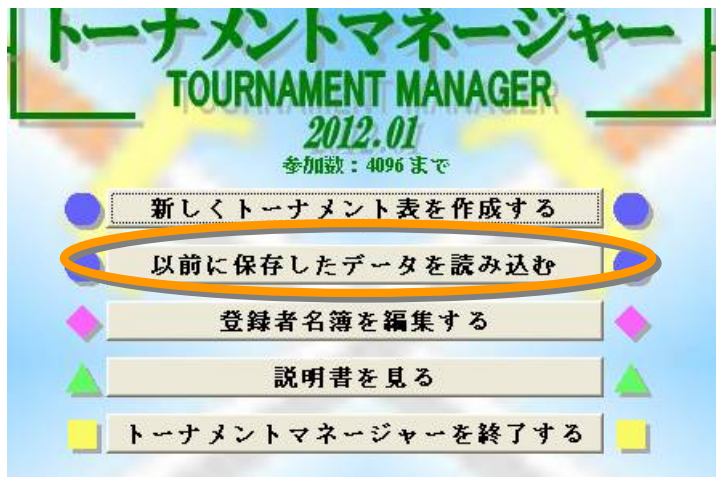 トーナメントマネージャー
TOURNAMENT MANAGER
2012.01
参加数：4096まで
新しくトーナメント表を作成する
以前に保存したデータを読み込む
登録者名簿を編集する
説明書を見る
トーナメントマネージャーを終了する